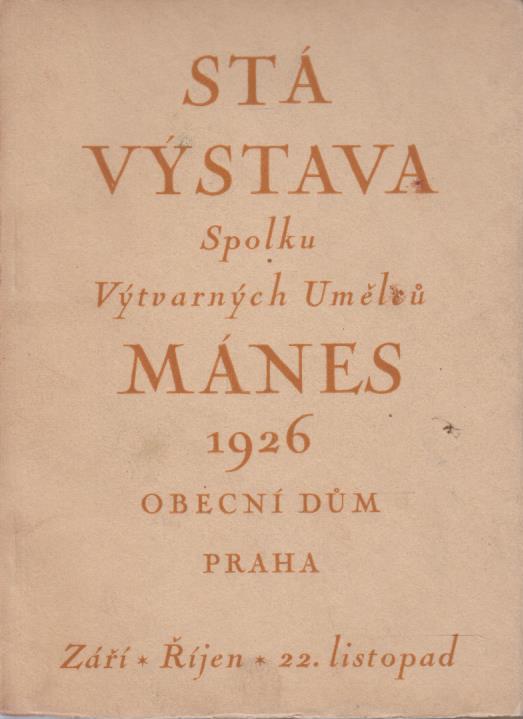 STÁ
VÝSTAVA
Spolku
Výtvarných Umělců
MÁNES
1926
OBECNÍ DŮM
PRAHA
Září * Říjen * 22. listopad